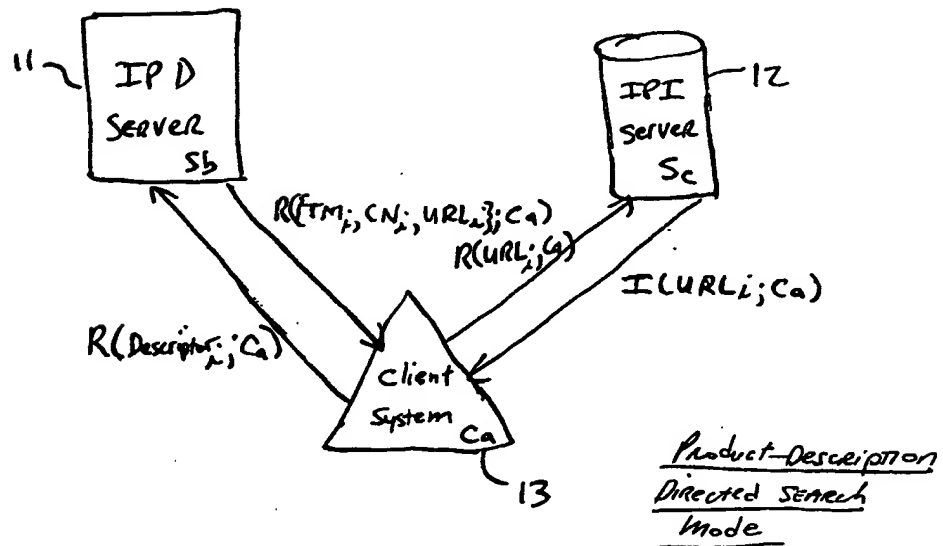 11
IPD
SERVER
Sb
12
IPI
Server
Sc
R({TMi, CNi, URLi}; Ca)
R(URLi; Ca)
I(URLi; Ca)
R(Descriptori; Ca)
Client
System
Ca
13
Product-Description
Directed SEARCH
Mode